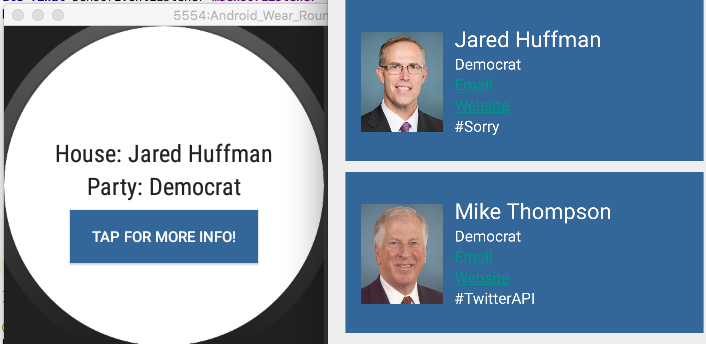 5554:Android_Wear_Roun
House: Jared Huffman
Party: Democrat
TAP FOR MORE INFO!
Jared Huffman
Democrat
Email
Website
#Sorry
Mike Thompson
Democrat
Email
Website
#TwitterAPI